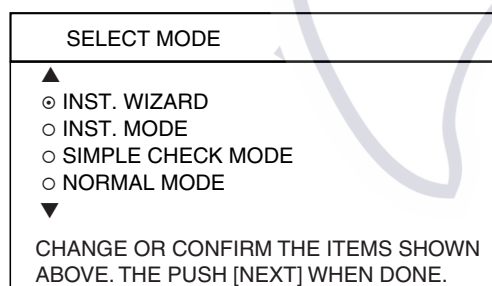 SELECT MODE
▲
⊙ INST. WIZARD
○ INST. MODE
○ SIMPLE CHECK MODE
○ NORMAL MODE
▼
CHANGE OR CONFIRM THE ITEMS SHOWN
ABOVE. THE PUSH [NEXT] WHEN DONE.